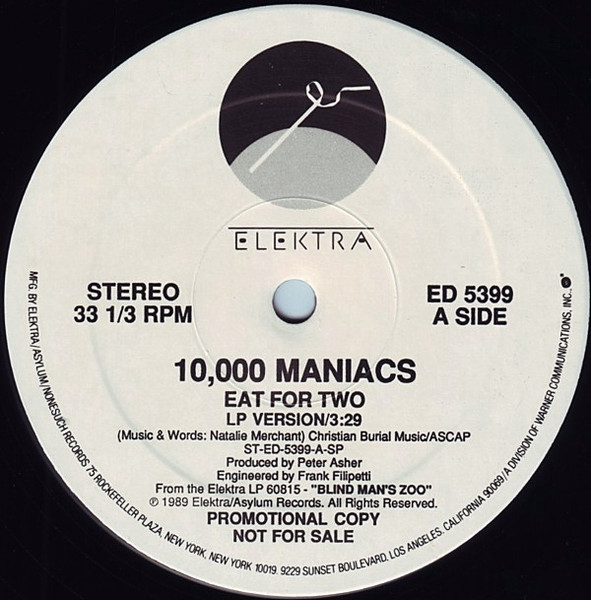 ELEKTRA
STEREO
33 1/3 RPM
ED 5399
A SIDE
10,000 MANIACS
EAT FOR TWO
LP VERSION/3:29
(Music & Words: Natalie Merchant) Christian Burial Music/ASCAP
ST-ED-5399-A-SP
Produced by Peter Asher
Engineered by Frank Filipetti
From the Elektra LP 60815 - "BLIND MAN'S ZOO"
℗ 1989 Elektra/Asylum Records. All Rights Reserved.
PROMOTIONAL COPY
NOT FOR SALE
MFG. BY ELEKTRA/ASYLUM/NONESUCH RECORDS 75 ROCKEFELLER PLAZA, NEW YORK, NEW YORK 10019. 9229 SUNSET BOULEVARD, LOS ANGELES, CALIFORNIA 90069/A DIVISION OF WARNER COMMUNICATIONS, INC.,